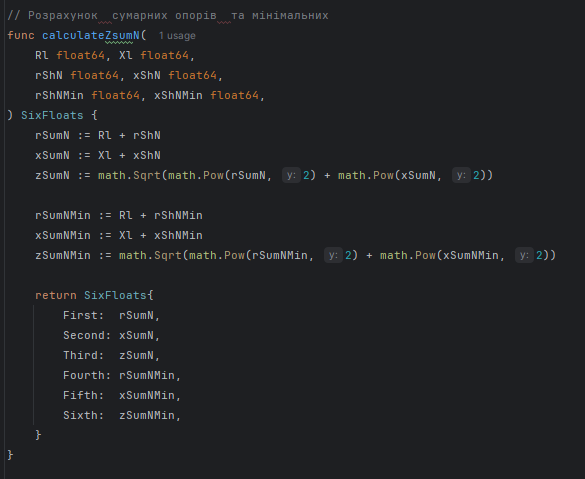 // Розрахунок  сумарних опорів  та мінімальних
func calculateZsumN( 1 usage
    Rl float64, Xl float64,
    rShN float64, xShN float64,
    rShNMin float64, xShNMin float64,
) SixFloats {
    rSumN := Rl + rShN
    xSumN := Xl + xShN
    zSumN := math.Sqrt(math.Pow(rSumN, y: 2) + math.Pow(xSumN, y: 2))

    rSumNMin := Rl + rShNMin
    xSumNMin := Xl + xShNMin
    zSumNMin := math.Sqrt(math.Pow(rSumNMin, y: 2) + math.Pow(xSumNMin, y: 2))

    return SixFloats{
        First:  rSumN,
        Second: xSumN,
        Third:  zSumN,
        Fourth: rSumNMin,
        Fifth:  xSumNMin,
        Sixth:  zSumNMin,
    }
}